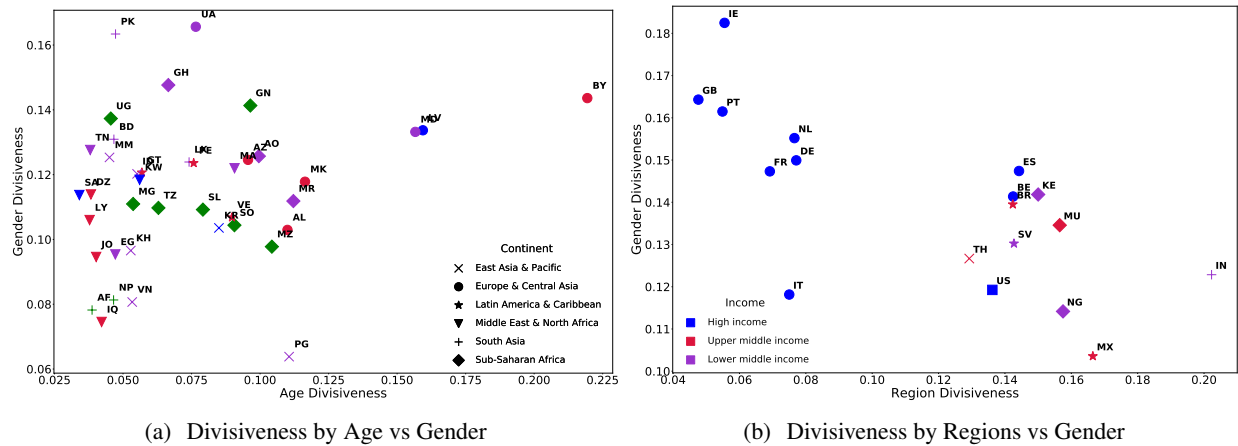 PK
UA
GH
GN
UG
BD
TN
MM
LK
PE
MA
AZ
AO
MD
LV
BY
GT
KW
SA
DZ
MG
TZ
SL
VE
SO
KR
MK
MR
AL
MZ
LY
JO
EG
KH
AF
NP
VN
IQ
PG
0.16
0.14
0.12
0.10
0.08
0.06
Gender Divisiveness
0.025
0.050
0.075
0.100
0.125
0.150
0.175
0.200
0.225
Age Divisiveness
Continent
East Asia & Pacific
Europe & Central Asia
Latin America & Caribbean
Middle East & North Africa
South Asia
Sub-Saharan Africa
(a) Divisiveness by Age vs Gender
IE
GB
PT
NL
DE
FR
ES
BE
BR
KE
MU
SV
TH
IN
US
IT
NG
MX
0.18
0.17
0.16
0.15
0.14
0.13
0.12
0.11
0.10
Gender Divisiveness
0.04
0.06
0.08
0.10
0.12
0.14
0.16
0.18
0.20
Region Divisiveness
Income
High income
Upper middle income
Lower middle income
(b) Divisiveness by Regions vs Gender